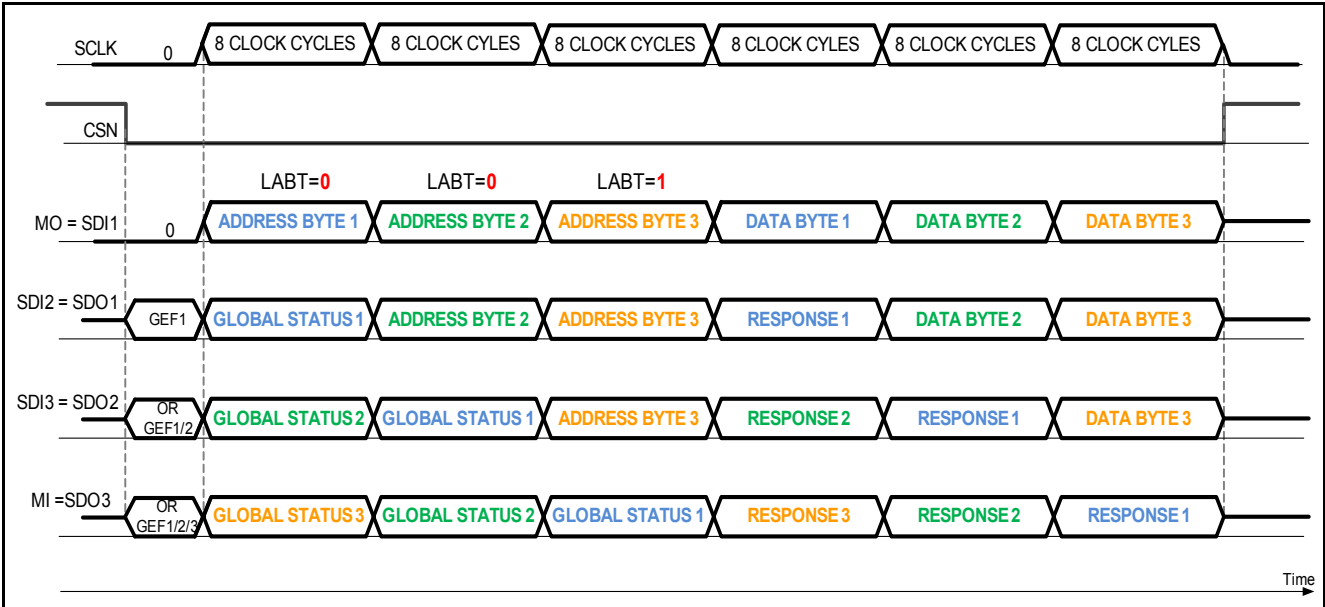 SCLK 0 8 CLOCK CYCLES 8 CLOCK CYLES 8 CLOCK CYCLES 8 CLOCK CYLES 8 CLOCK CYCLES 8 CLOCK CYLES
CSN
LABT=0 LABT=0 LABT=1
MO = SDI1 0 ADDRESS BYTE 1 ADDRESS BYTE 2 ADDRESS BYTE 3 DATA BYTE 1 DATA BYTE 2 DATA BYTE 3
SDI2 = SDO1 GEF1 GLOBAL STATUS 1 ADDRESS BYTE 2 ADDRESS BYTE 3 RESPONSE 1 DATA BYTE 2 DATA BYTE 3
SDI3 = SDO2 OR GEF1/2 GLOBAL STATUS 2 GLOBAL STATUS 1 ADDRESS BYTE 3 RESPONSE 2 RESPONSE 1 DATA BYTE 3
MI =SDO3 OR GEF1/2/3 GLOBAL STATUS 3 GLOBAL STATUS 2 GLOBAL STATUS 1 RESPONSE 3 RESPONSE 2 RESPONSE 1
Time